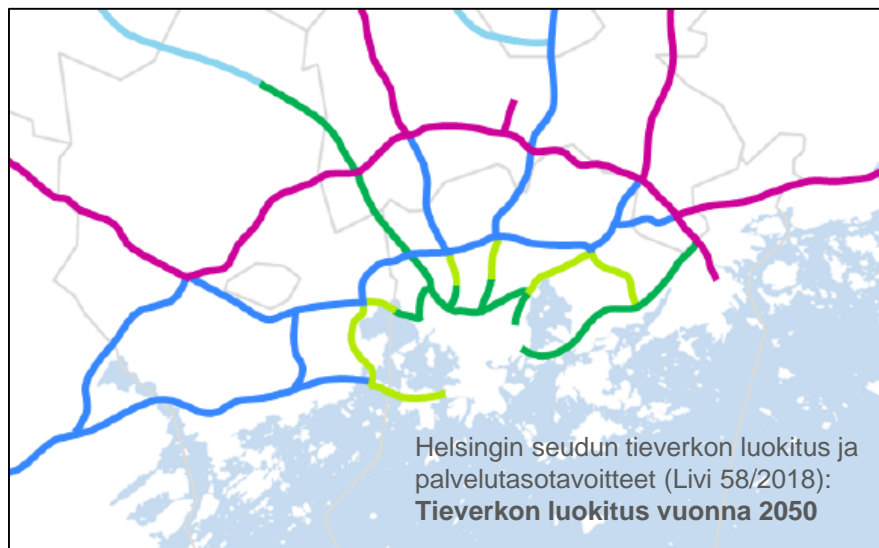 Helsingin seudun tieverkon luokitus ja
palvelutasotavoitteet (Livi 58/2018):
Tieverkon luokitus vuonna 2050